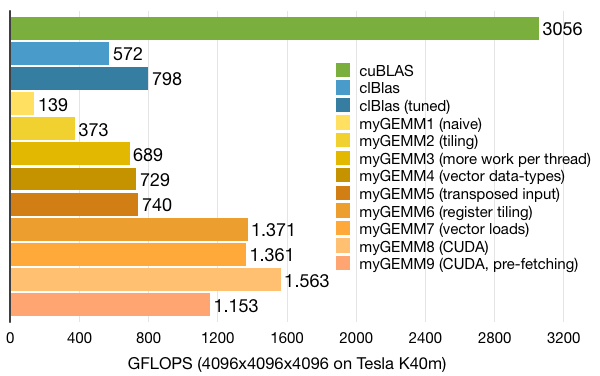 3056
572
798
139
373
689
729
740
1.371
1.361
1.563
1.153
cuBLAS
clBlas
clBlas (tuned)
myGEMM1 (naive)
myGEMM2 (tiling)
myGEMM3 (more work per thread)
myGEMM4 (vector data-types)
myGEMM5 (transposed input)
myGEMM6 (register tiling)
myGEMM7 (vector loads)
myGEMM8 (CUDA)
myGEMM9 (CUDA, pre-fetching)
0 400 800 1200 1600 2000 2400 2800 3200
GFLOPS (4096x4096x4096 on Tesla K40m)